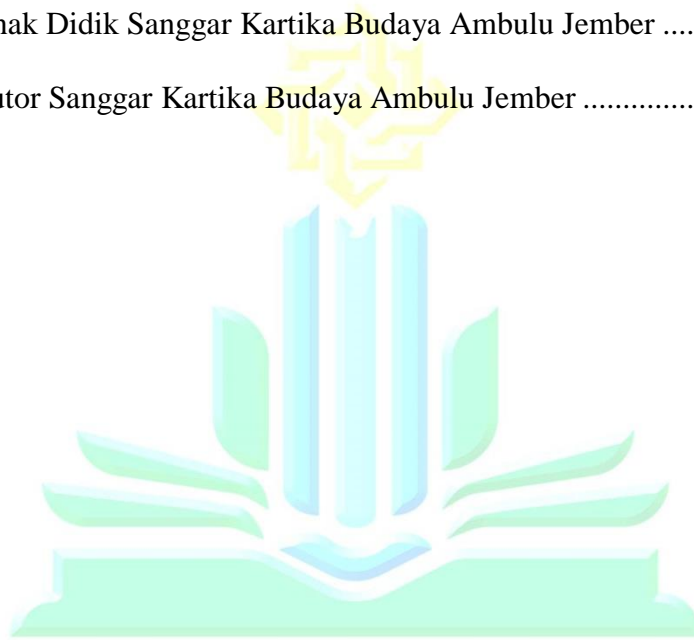 nak Didik Sanggar Kartika Budaya Ambulu Jember ....
utor Sanggar Kartika Budaya Ambulu Jember ..............